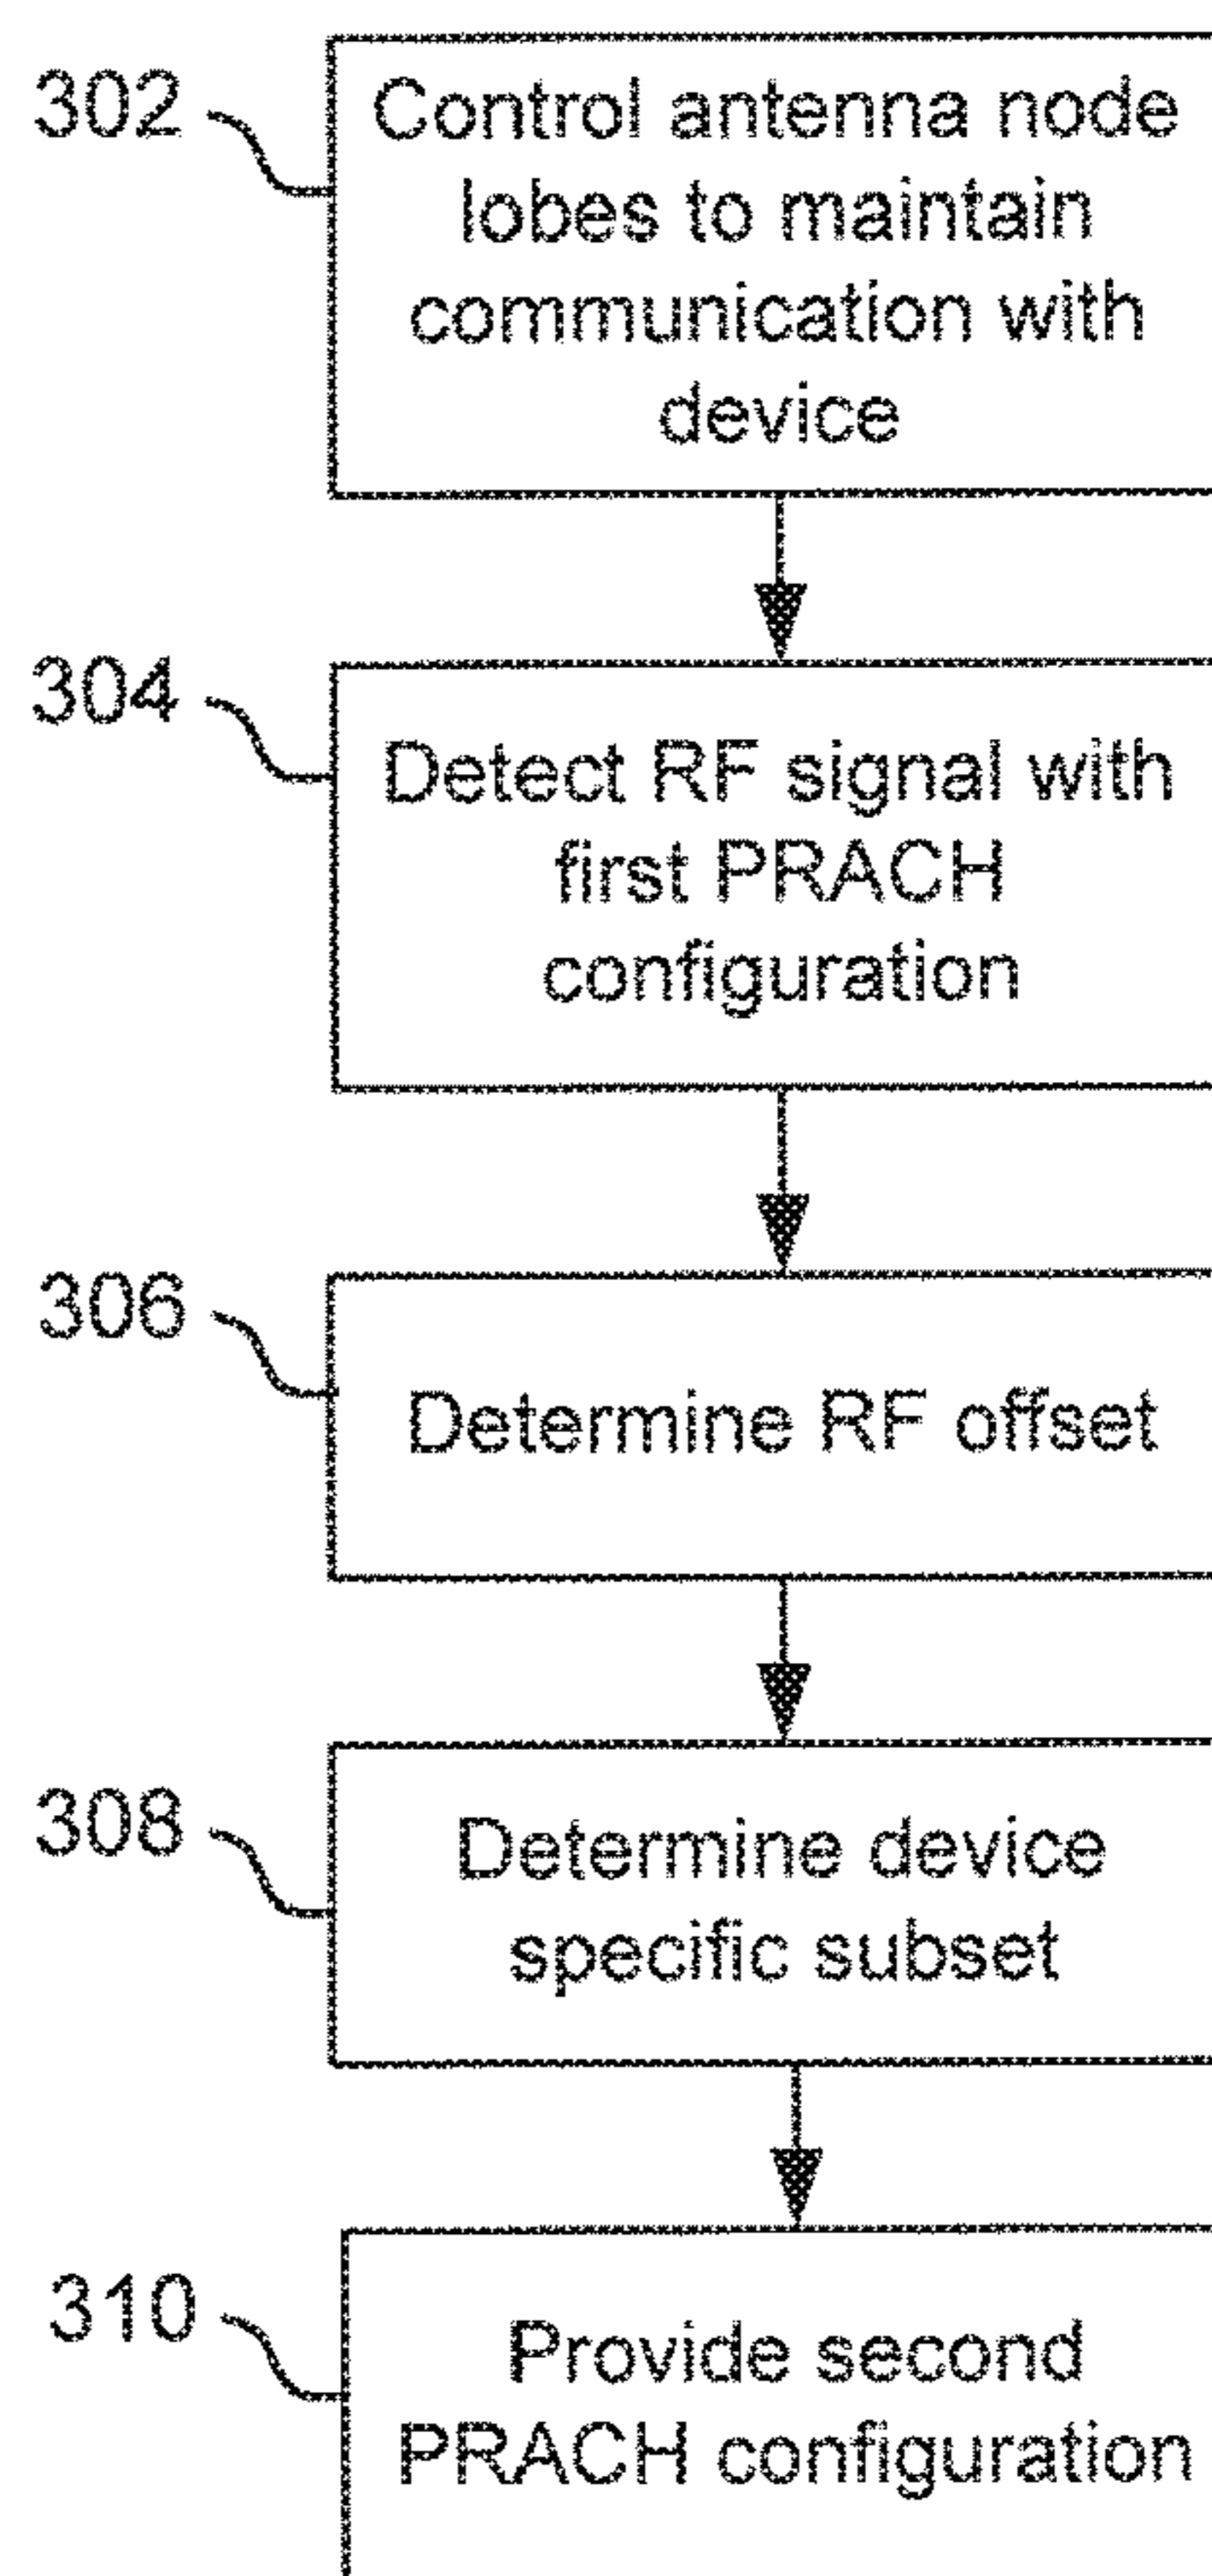 302
Control antenna node
lobes to maintain
communication with
device
304
Detect RF signal with
first PRACH
configuration
306
Determine RF offset
308
Determine device
specific subset
310
Provide second
PRACH configuration